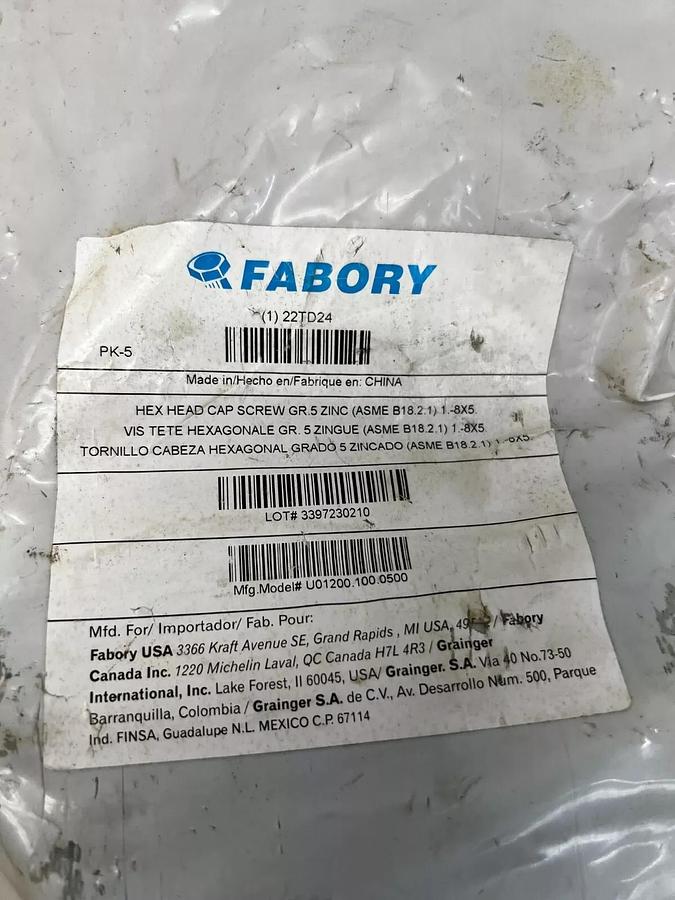 FABORY
(1) 22TD24
PK-5
Made in/Hecho en/Fabrique en: CHINA
HEX HEAD CAP SCREW GR.5 ZINC (ASME B18.2.1) 1.-8X5.
VIS TETE HEXAGONALE GR. 5 ZINGUE (ASME B18.2.1) 1.-8X5.
TORNILLO CABEZA HEXAGONAL GRADO 5 ZINCADO (ASME B18.2.1) 1.-8X5.
LOT# 3397230210
Mfg.Model# U01200.100.0500
Mfd. For/ Importador/ Fab. Pour:
Fabory USA 3366 Kraft Avenue SE, Grand Rapids , MI USA, / Fabory
Canada Inc. 1220 Michelin Laval, QC Canada H7L 4R3 / Grainger
International, Inc. Lake Forest, Il 60045, USA/ Grainger. S.A. Via 40 No.73-50
Barranquilla, Colombia / Grainger S.A. de C.V., Av. Desarrollo Num. 500, Parque
Ind. FINSA, Guadalupe N.L. MEXICO C.P. 67114